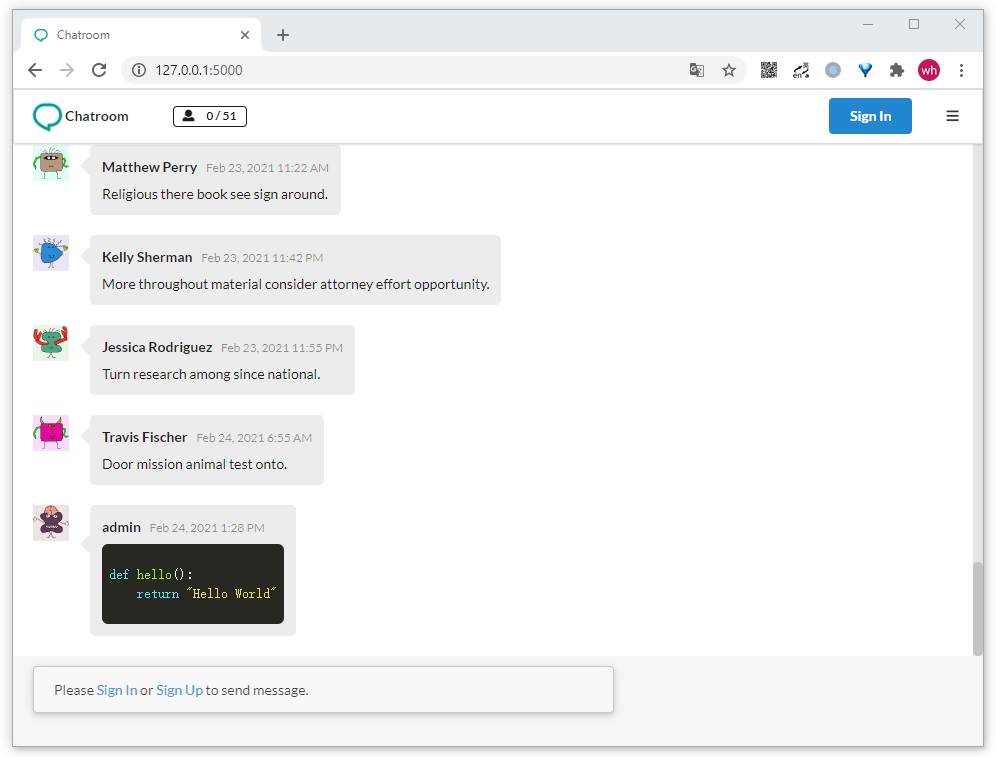 Chatroom
127.0.0.1:5000
wh
Chatroom
0 / 51
Sign In
Matthew Perry Feb 23, 2021 11:22 AM
Religious there book see sign around.
Kelly Sherman Feb 23, 2021 11:42 PM
More throughout material consider attorney effort opportunity.
Jessica Rodriguez Feb 23, 2021 11:55 PM
Turn research among since national.
Travis Fischer Feb 24, 2021 6:55 AM
Door mission animal test onto.
admin Feb 24, 2021 1:28 PM
def hello():
    return "Hello World"
Please Sign In or Sign Up to send message.